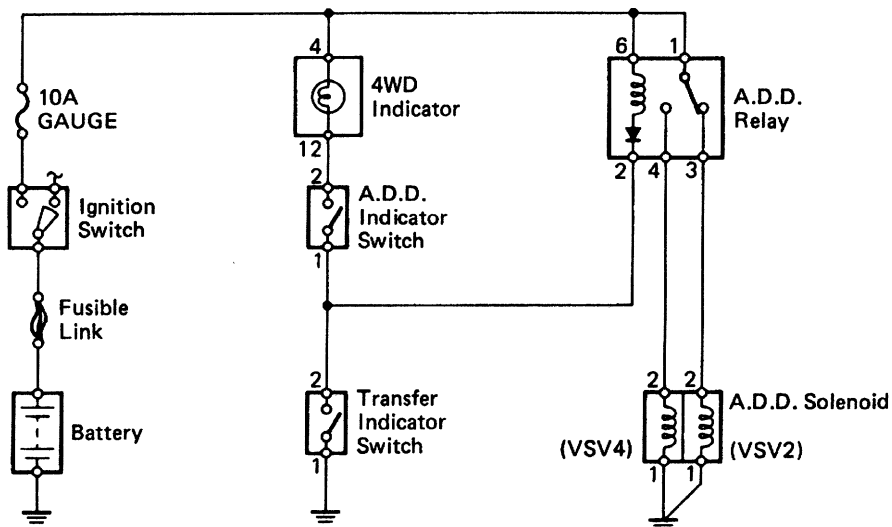 4
6
1
10A
GAUGE
4WD
Indicator
A.D.D.
Relay
12
2
4
3
2
A.D.D.
Indicator
Switch
1
Ignition
Switch
Fusible
Link
2
Transfer
Indicator
Switch
1
Battery
2
2
A.D.D. Solenoid
(VSV4)
1
1
(VSV2)